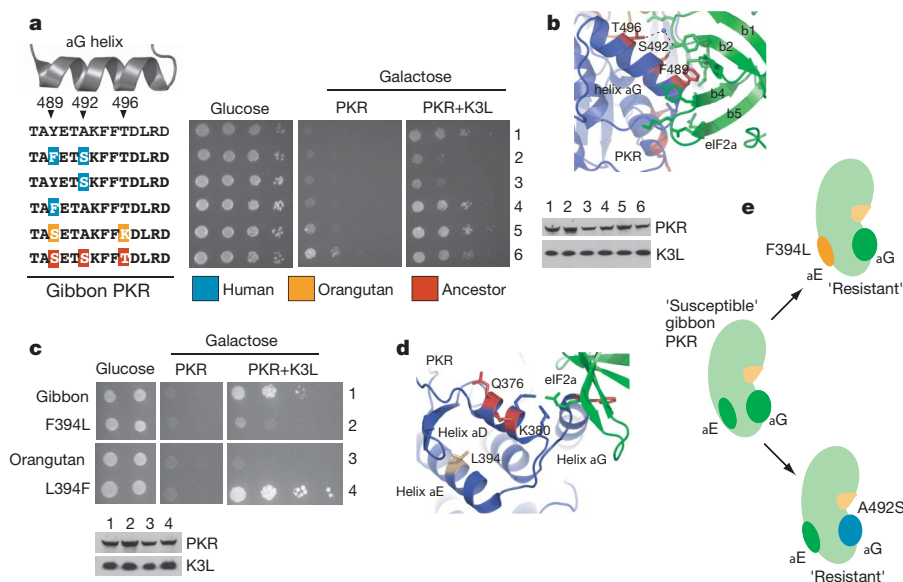 a
aG helix
489 492 496
TAYETAKFFTDLRD
TAFETSKFFTDLRD
TAYETSKFFTDLRD
TAFETAKFFTDLRD
TASETAKFFKDLRD
TASETSKFFTDLRD
Gibbon PKR
Galactose
Glucose PKR PKR+K3L
1
2
3
4
5
6
Human Orangutan Ancestor
b
T496
S492
F489
helix aG
PKR
b1
b2
b4
b5
eIF2a
1 2 3 4 5 6
PKR
K3L
c
Galactose
Glucose PKR PKR+K3L
Gibbon 1
F394L 2
Orangutan 3
L394F 4
1 2 3 4
PKR
K3L
d
PKR
Q376
eIF2a
Helix aD
K380
L394
Helix aG
Helix aE
e
F394L
aE
aG
'Resistant'
'Susceptible'
gibbon
PKR
aE
aG
A492S
aE
aG
'Resistant'